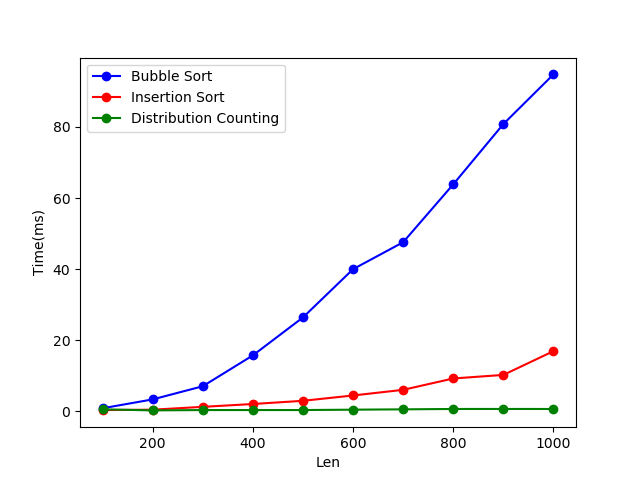 Bubble Sort
Insertion Sort
Distribution Counting
80
60
40
20
0
Time(ms)
200 400 600 800 1000
Len